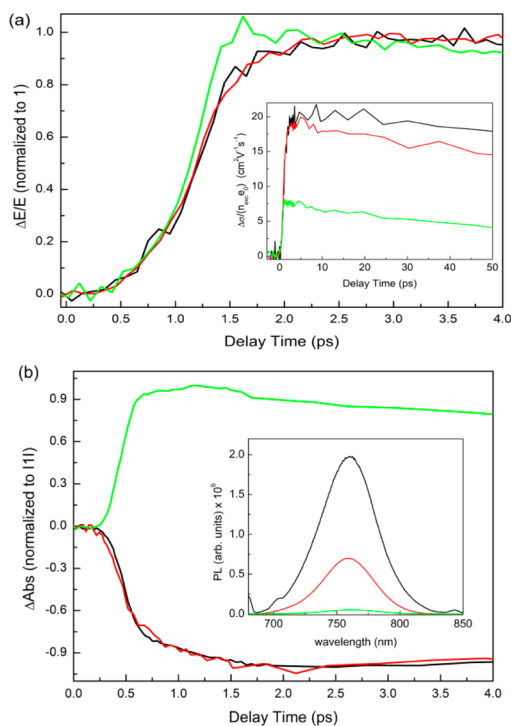 (a)
ΔE/E (normalized to 1)
1.0
0.8
0.6
0.4
0.2
0.0
0.0 0.5 1.0 1.5 2.0 2.5 3.0 3.5 4.0
Delay Time (ps)
Δσ/(n_exc e_0) (cm²V⁻¹s⁻¹)
20
15
10
5
0
0 10 20 30 40 50
Delay Time (ps)
(b)
ΔAbs (normalized to I1I)
0.9
0.6
0.3
0.0
-0.3
-0.6
-0.9
0.0 0.5 1.0 1.5 2.0 2.5 3.0 3.5 4.0
Delay Time (ps)
PL (arb. units) x 10⁶
2.0
1.5
1.0
0.5
0.0
700 750 800 850
wavelength (nm)